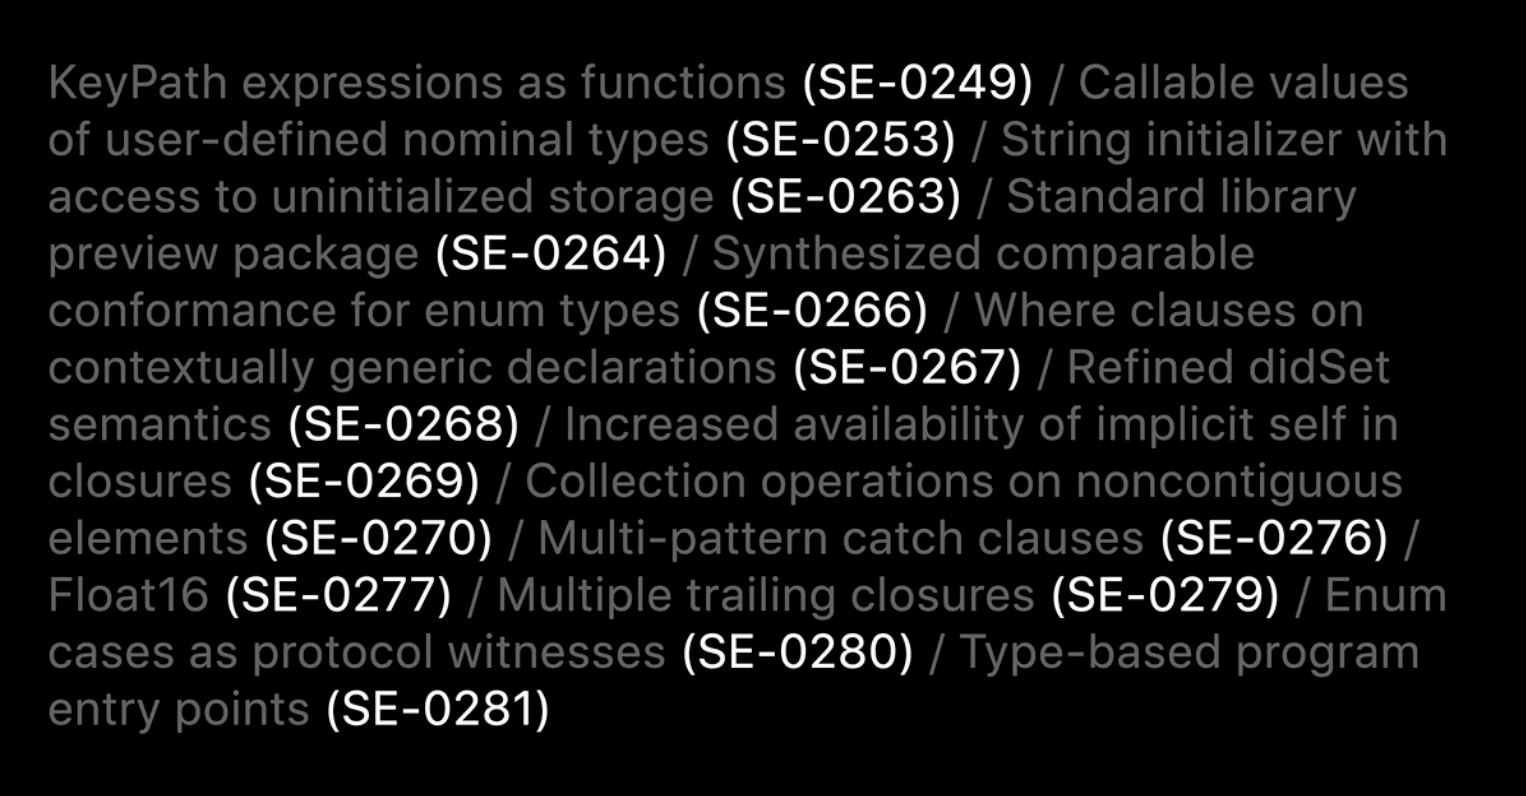 KeyPath expressions as functions (SE-0249) / Callable values
of user-defined nominal types (SE-0253) / String initializer with
access to uninitialized storage (SE-0263) / Standard library
preview package (SE-0264) / Synthesized comparable
conformance for enum types (SE-0266) / Where clauses on
contextually generic declarations (SE-0267) / Refined didSet
semantics (SE-0268) / Increased availability of implicit self in
closures (SE-0269) / Collection operations on noncontiguous
elements (SE-0270) / Multi-pattern catch clauses (SE-0276) /
Float16 (SE-0277) / Multiple trailing closures (SE-0279) / Enum
cases as protocol witnesses (SE-0280) / Type-based program
entry points (SE-0281)